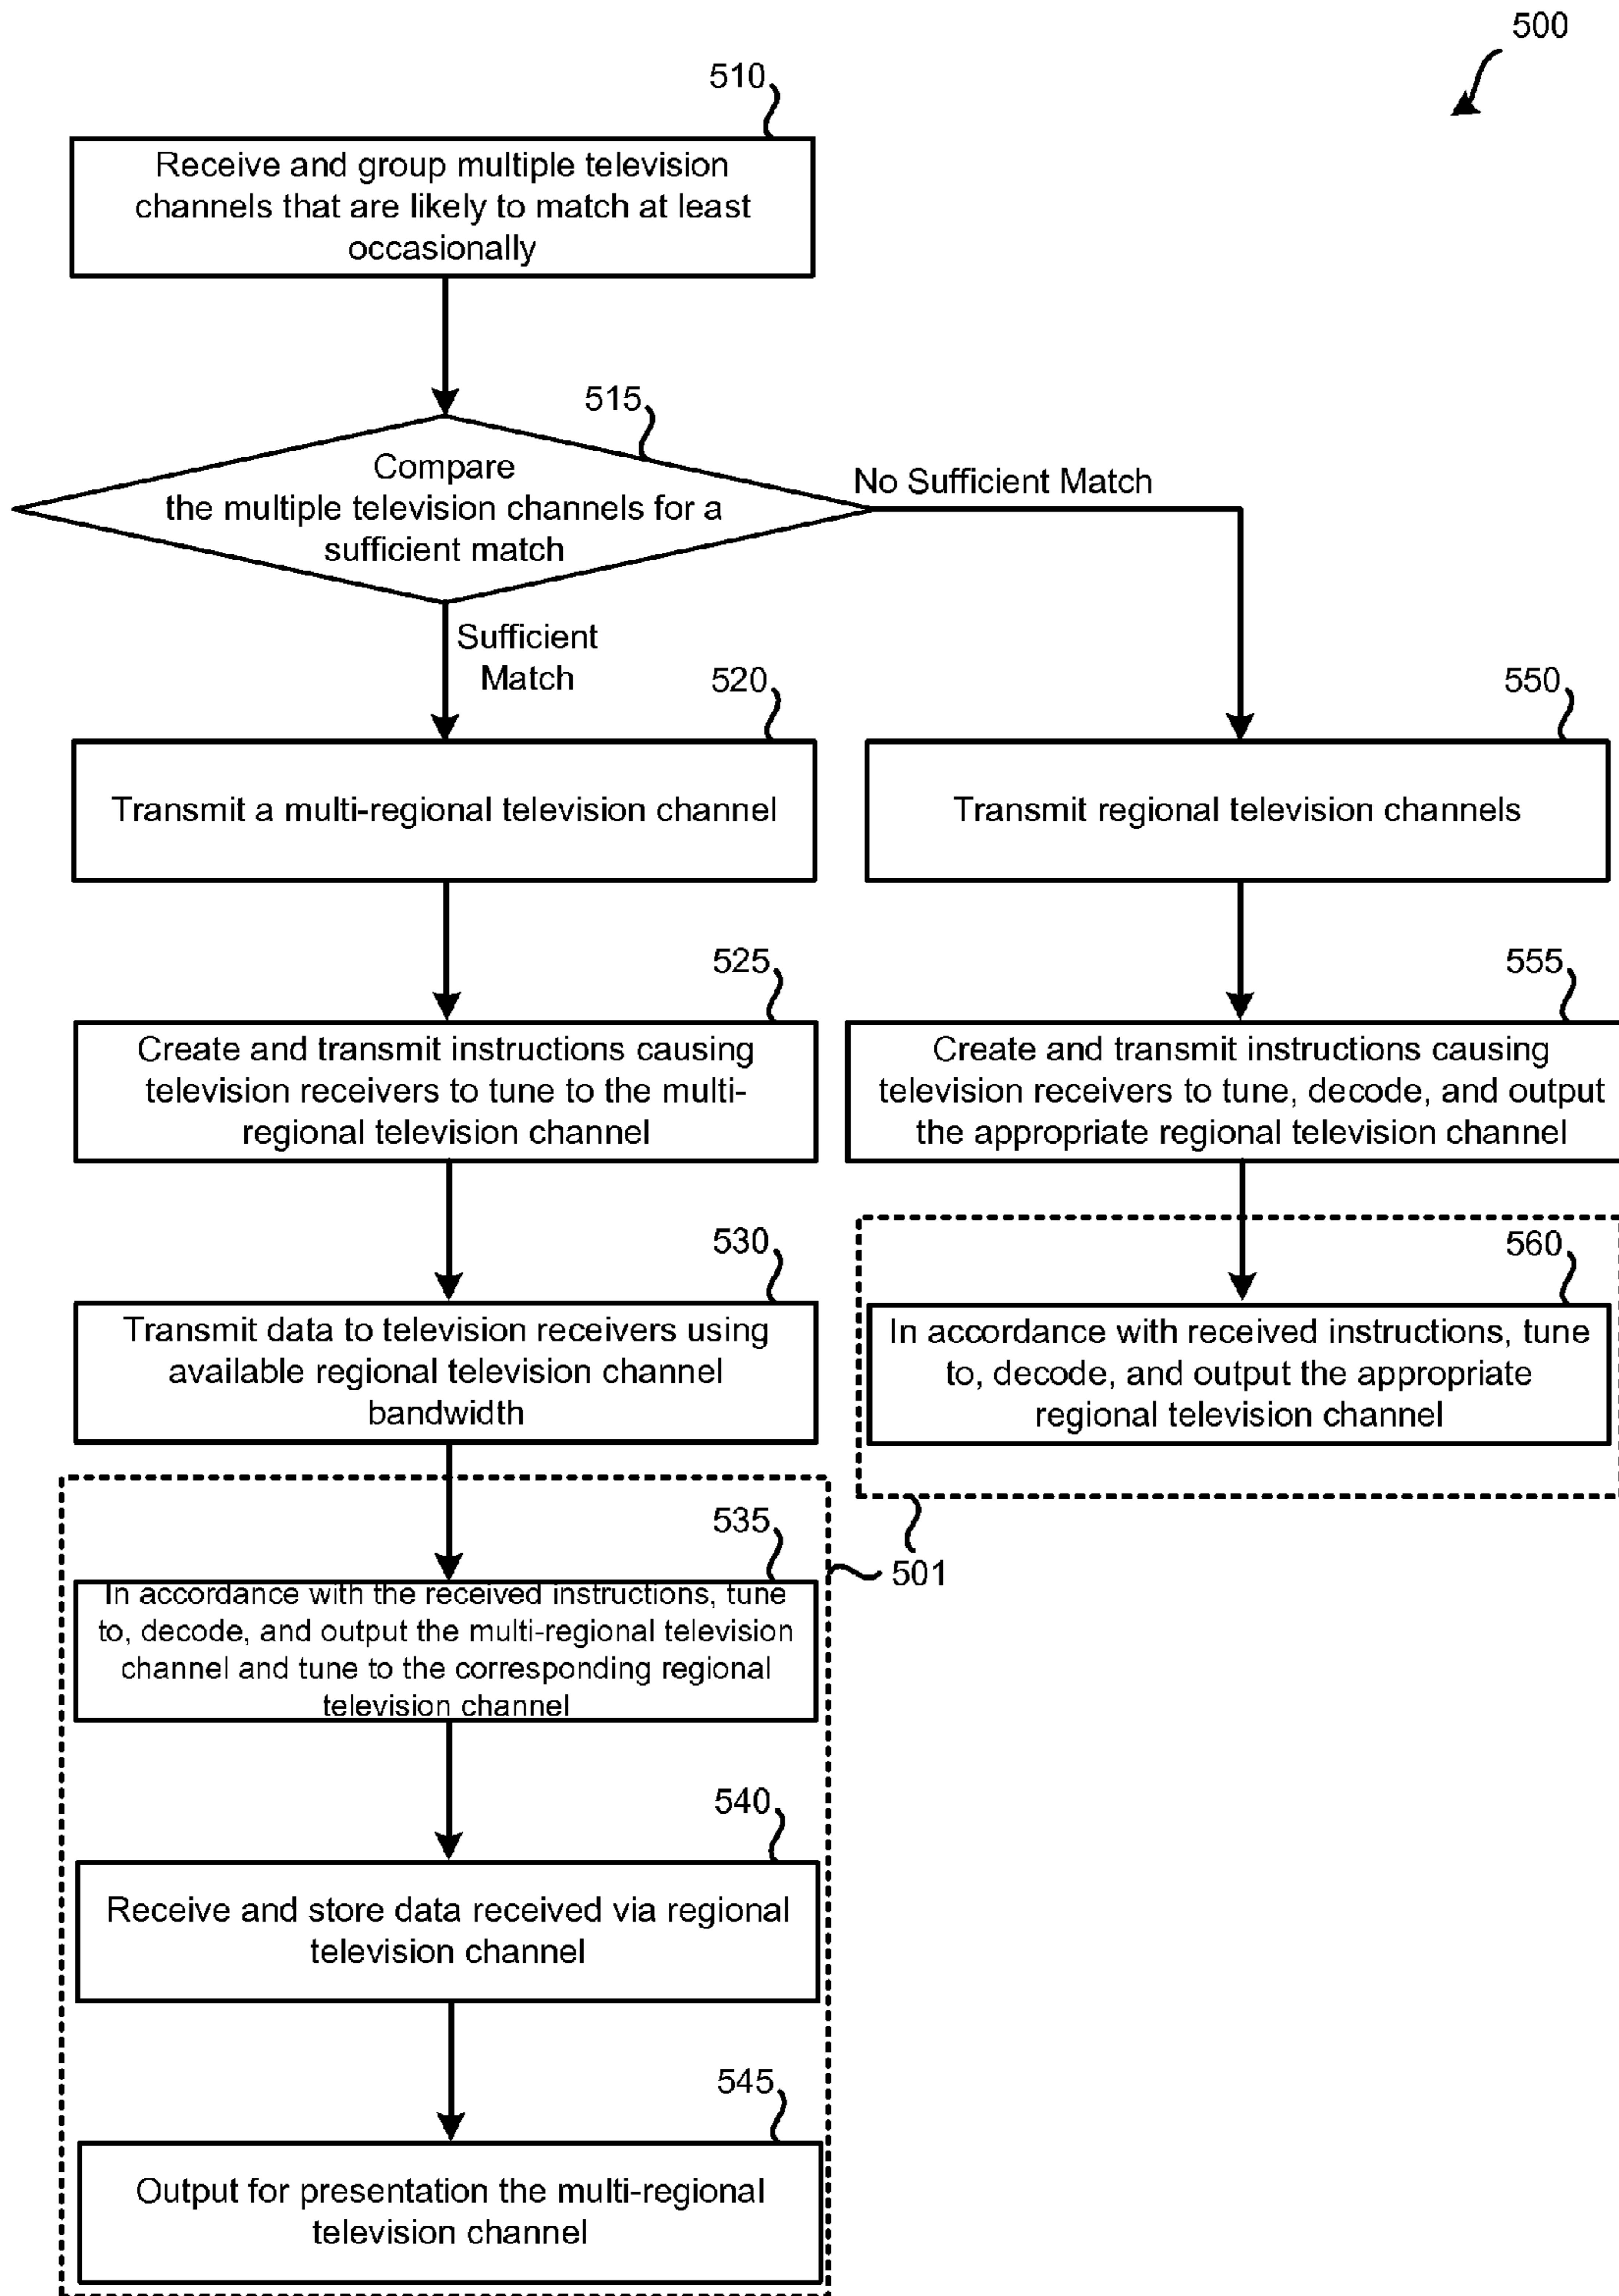 500
510
Receive and group multiple television
channels that are likely to match at least
occasionally
515
Compare
the multiple television channels for a
sufficient match
No Sufficient Match
Sufficient
Match
520
Transmit a multi-regional television channel
550
Transmit regional television channels
525
Create and transmit instructions causing
television receivers to tune to the multi-
regional television channel
555
Create and transmit instructions causing
television receivers to tune, decode, and output
the appropriate regional television channel
530
Transmit data to television receivers using
available regional television channel
bandwidth
560
In accordance with received instructions, tune
to, decode, and output the appropriate
regional television channel
501
535
In accordance with the received instructions, tune
to, decode, and output the multi-regional television
channel and tune to the corresponding regional
television channel
540
Receive and store data received via regional
television channel
545
Output for presentation the multi-regional
television channel